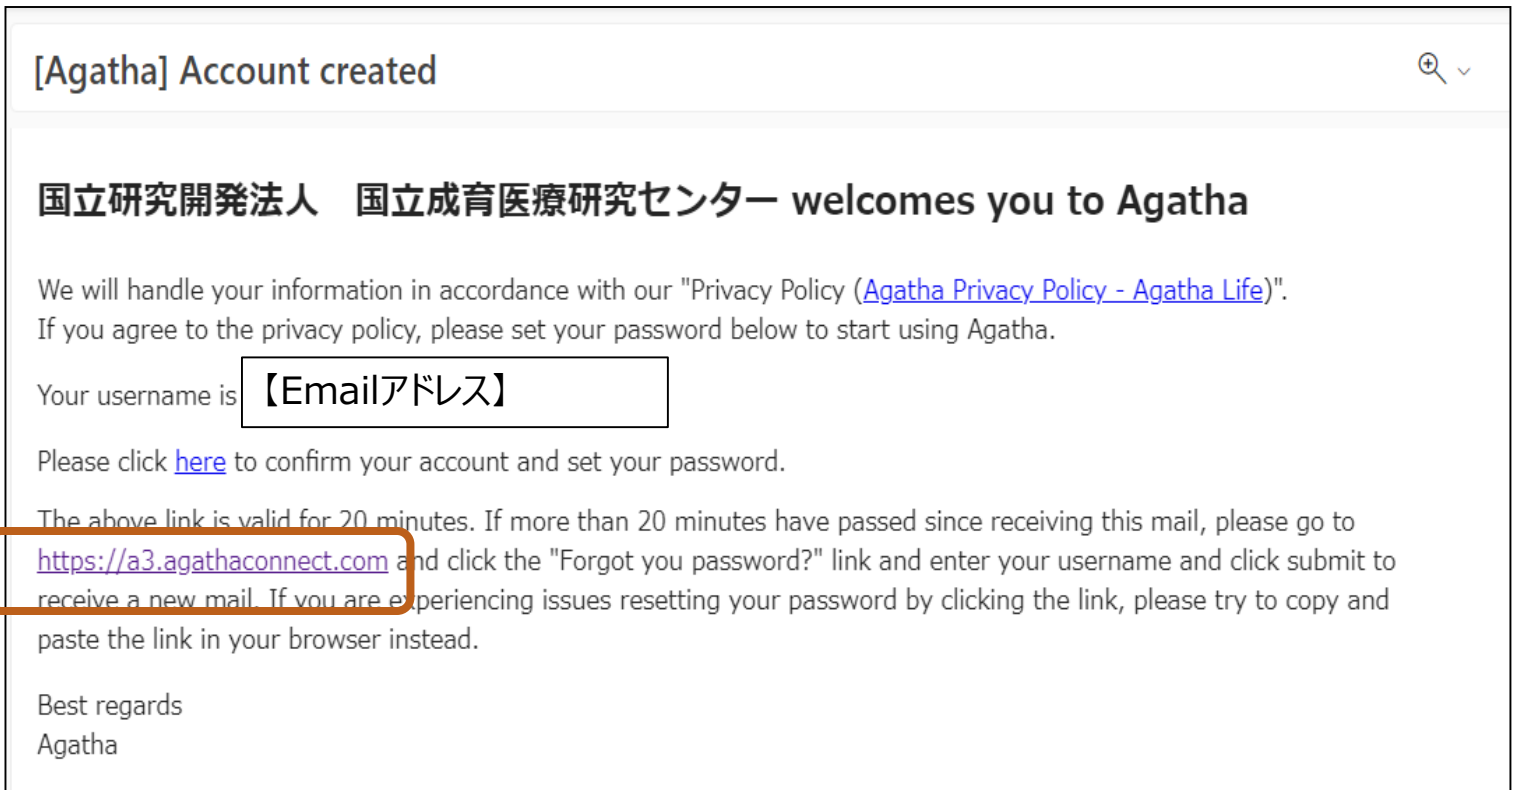 [Agatha] Account created
国立研究開発法人　国立成育医療研究センター welcomes you to Agatha
We will handle your information in accordance with our "Privacy Policy (Agatha Privacy Policy - Agatha Life)".
If you agree to the privacy policy, please set your password below to start using Agatha.
Your username is 【Emailアドレス】
Please click here to confirm your account and set your password.
The above link is valid for 20 minutes. If more than 20 minutes have passed since receiving this mail, please go to
https://a3.agathaconnect.com and click the "Forgot you password?" link and enter your username and click submit to
receive a new mail. If you are experiencing issues resetting your password by clicking the link, please try to copy and
paste the link in your browser instead.
Best regards
Agatha